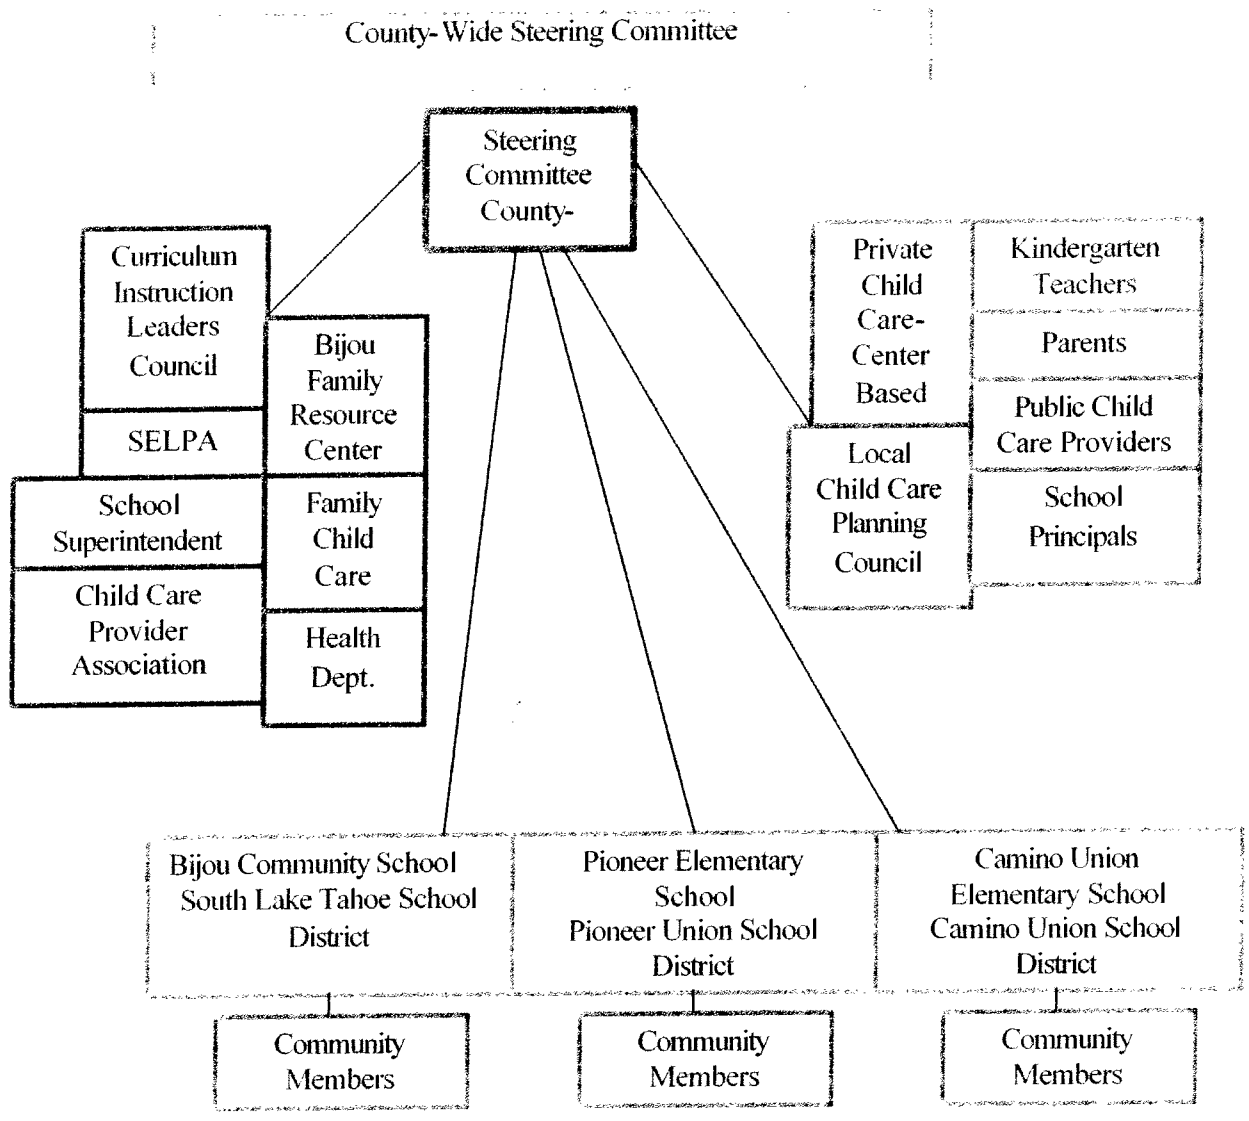 County-Wide Steering Committee
Steering
Committee
County-
Curriculum
Instruction
Leaders
Council
SELPA
School
Superintendent
Child Care
Provider
Association
Bijou
Family
Resource
Center
Family
Child
Care
Health
Dept.
Private
Child
Care-
Center
Based
Local
Child Care
Planning
Council
Kindergarten
Teachers
Parents
Public Child
Care Providers
School
Principals
Bijou Community School
South Lake Tahoe School
District
Pioneer Elementary
School
Pioneer Union School
District
Camino Union
Elementary School
Camino Union School
District
Community
Members
Community
Members
Community
Members